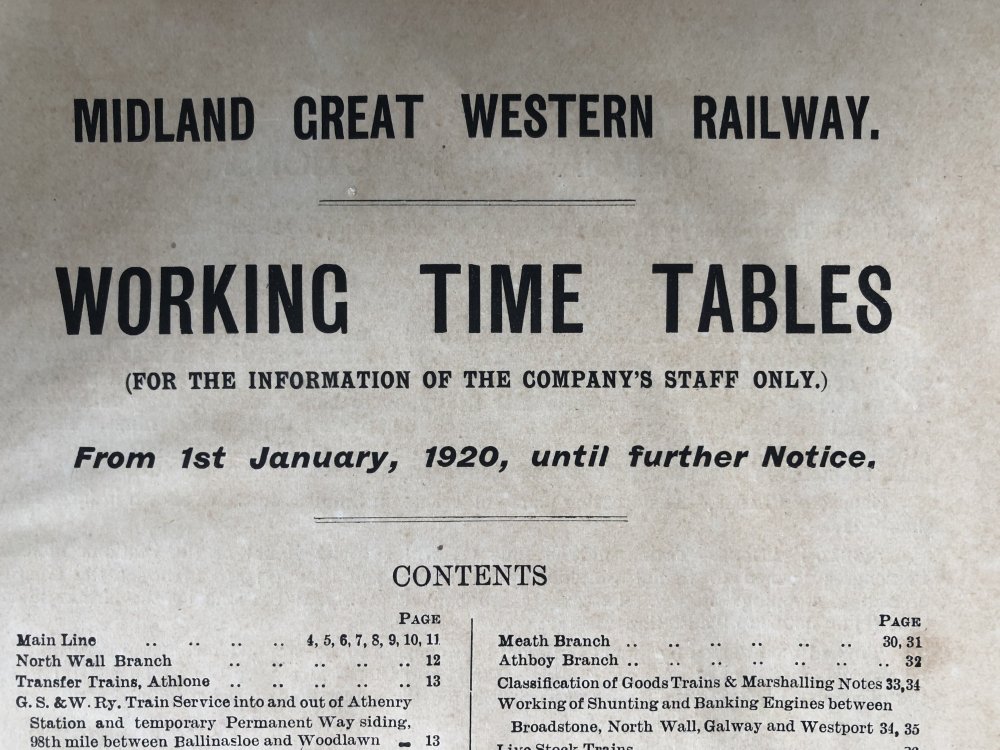 MIDLAND GREAT WESTERN RAILWAY.
WORKING TIME TABLES
(FOR THE INFORMATION OF THE COMPANY'S STAFF ONLY.)
From 1st January, 1920, until further Notice.
CONTENTS
PAGE
Main Line .. .. .. .. 4, 5, 6, 7, 8, 9, 10, 11
North Wall Branch .. .. .. .. .. 12
Transfer Trains, Athlone .. .. .. .. .. 13
G. S. & W. Ry. Train Service into and out of Athenry
Station and temporary Permanent Way siding,
98th mile between Ballinasloe and Woodlawn 13
PAGE
Meath Branch .. .. .. .. .. .. 30, 31
Athboy Branch .. .. .. .. .. .. .. 32
Classification of Goods Trains & Marshalling Notes 33,34
Working of Shunting and Banking Engines between
Broadstone, North Wall, Galway and Westport 34, 35
Live Stock Trains